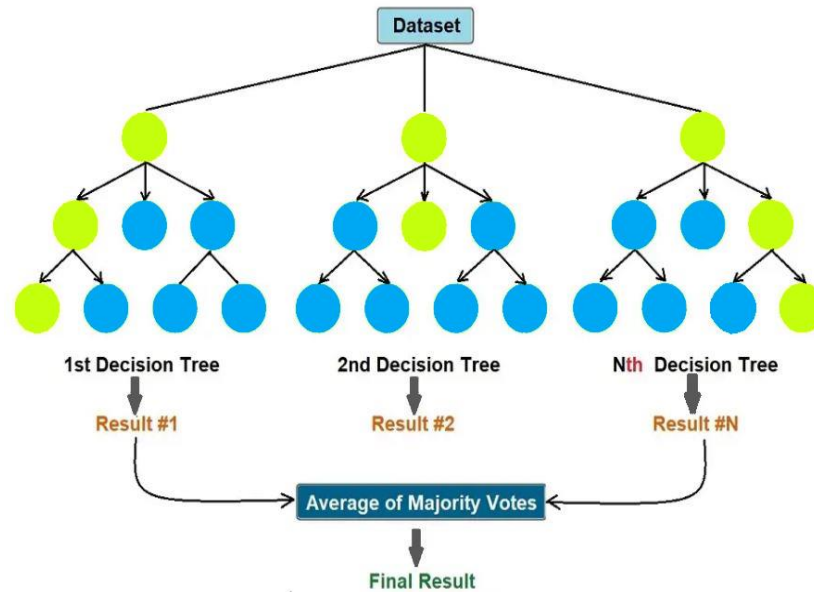 Dataset
1st Decision Tree
2nd Decision Tree
Nth Decision Tree
Result #1
Result #2
Result #N
Average of Majority Votes
Final Result